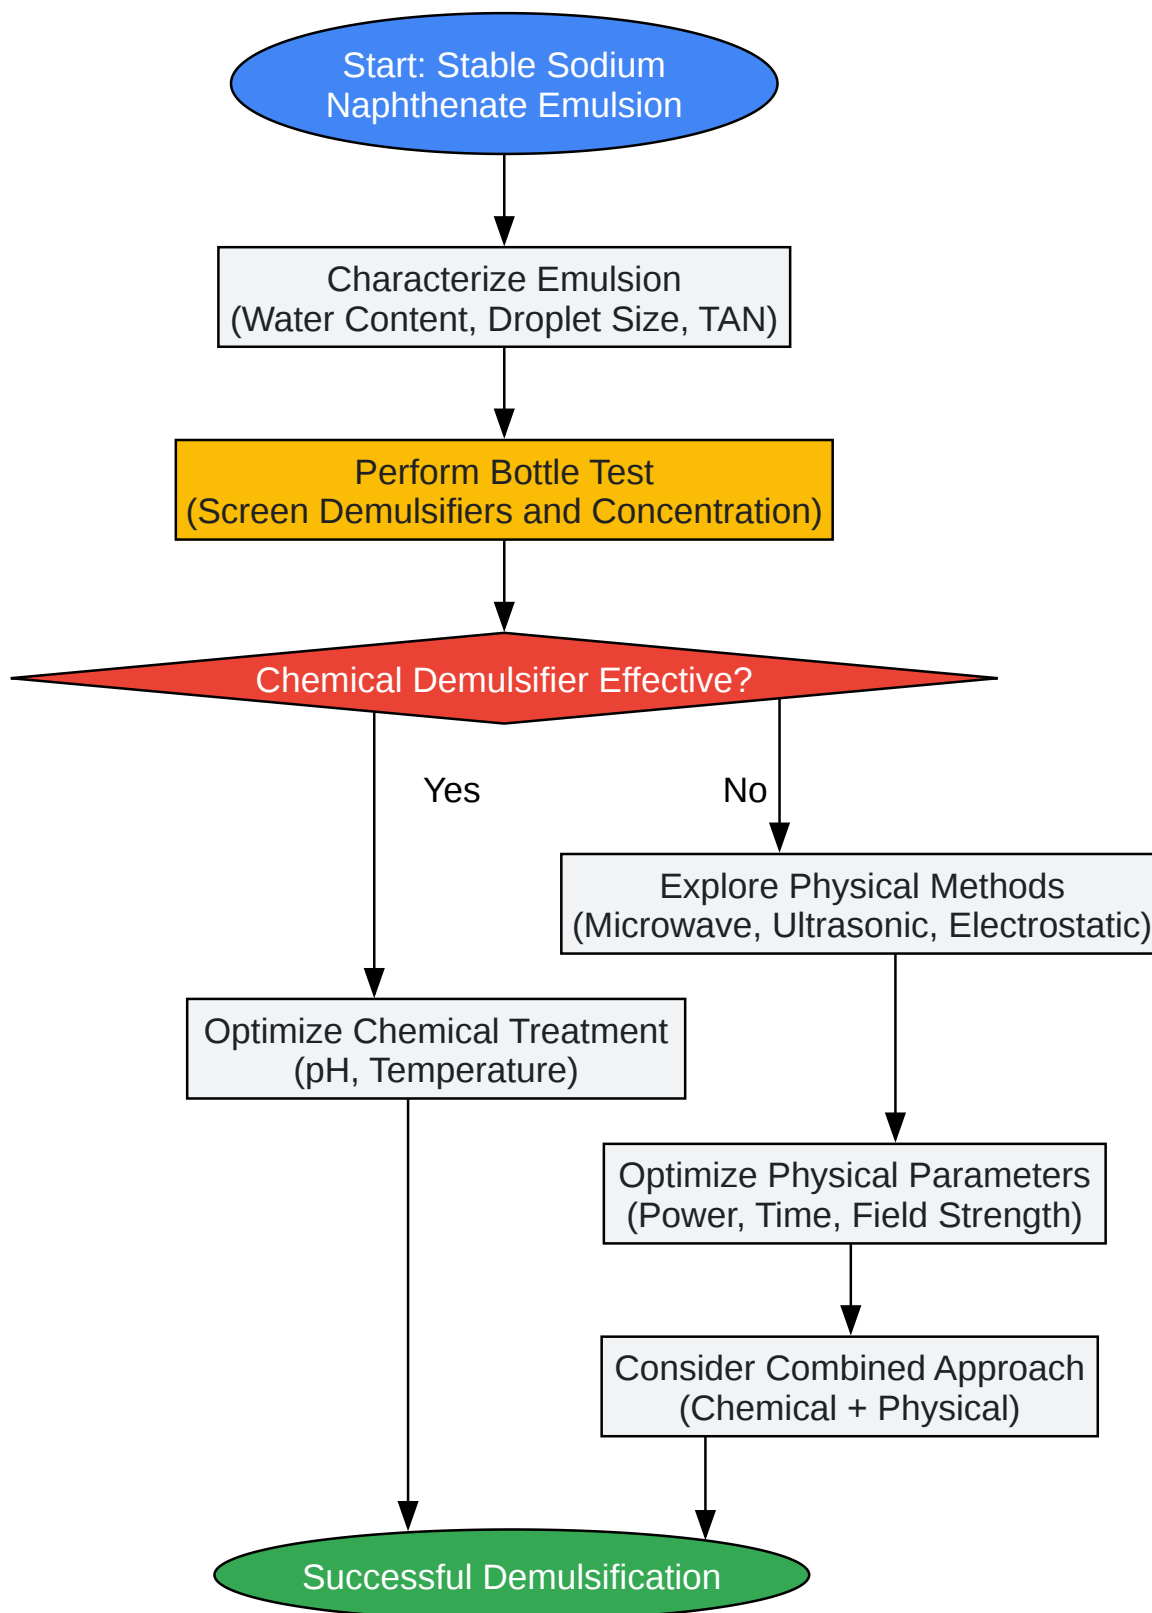 Start: Stable Sodium
Naphthenate Emulsion
Characterize Emulsion
(Water Content, Droplet Size, TAN)
Perform Bottle Test
(Screen Demulsifiers and Concentration)
Chemical Demulsifier Effective?
Yes
No
Explore Physical Methods
(Microwave, Ultrasonic, Electrostatic)
Optimize Chemical Treatment
(pH, Temperature)
Optimize Physical Parameters
(Power, Time, Field Strength)
Consider Combined Approach
(Chemical + Physical)
Successful Demulsification